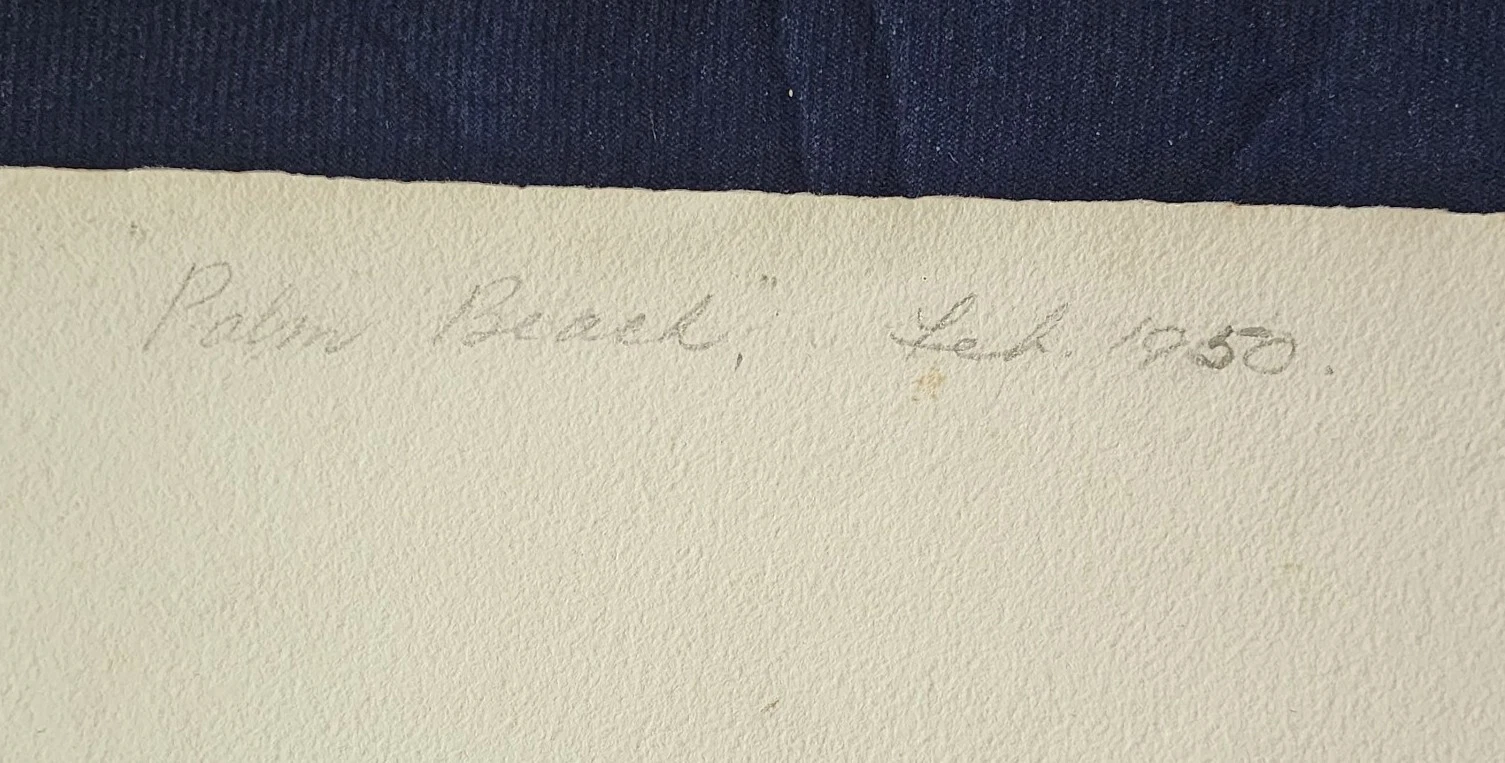 "Palm Beach," Feb. 1950.